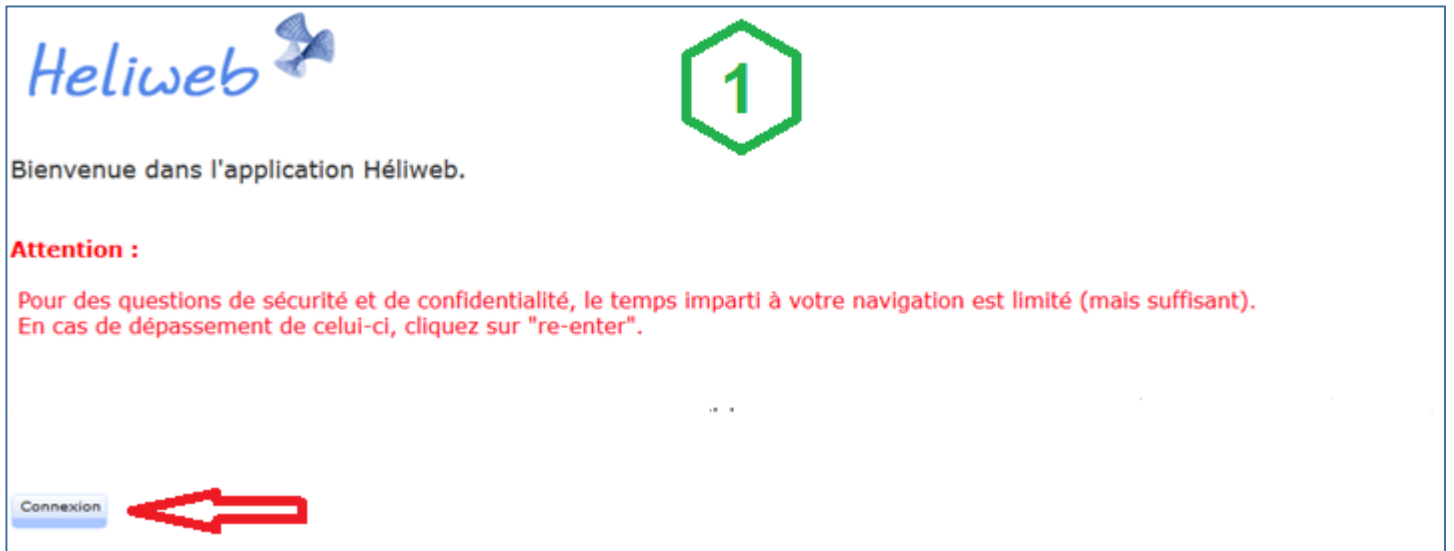 Heliweb
1
Bienvenue dans l'application Héliweb.
Attention :
Pour des questions de sécurité et de confidentialité, le temps imparti à votre navigation est limité (mais suffisant).
En cas de dépassement de celui-ci, cliquez sur "re-enter".
Connexion